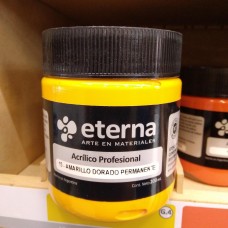 eterna
ARTE EN MATERIALES
Acrílico Profesional
AMARILLO DORADO PERMANENTE